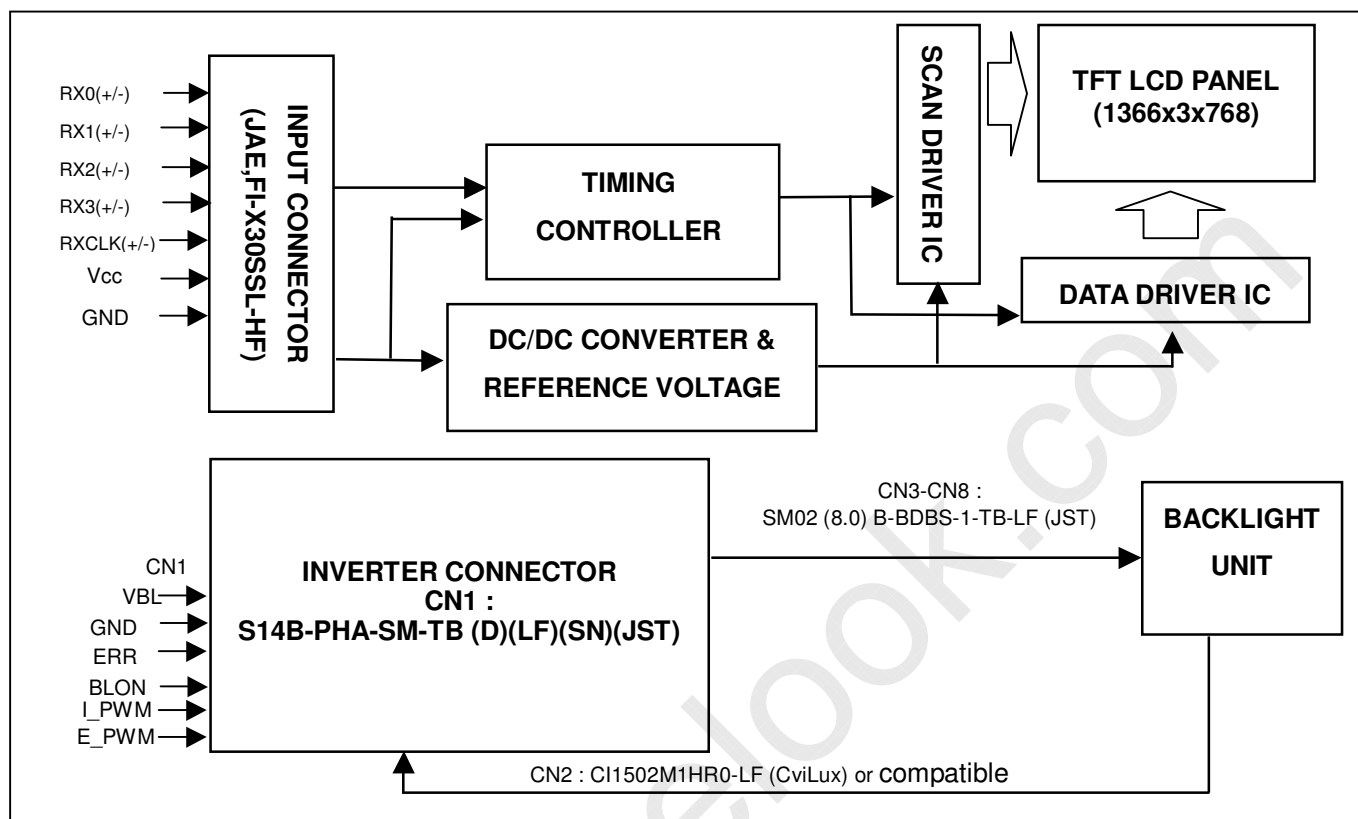 RX0(+/-)
RX1(+/-)
RX2(+/-)
RX3(+/-)
RXCLK(+/-)
Vcc
GND
INPUT CONNECTOR
(JAE,FI-X30SSL-HF)
TIMING
CONTROLLER
DC/DC CONVERTER &
REFERENCE VOLTAGE
SCAN DRIVER IC
TFT LCD PANEL
(1366x3x768)
DATA DRIVER IC
CN1
VBL
GND
ERR
BLON
I_PWM
E_PWM
INVERTER CONNECTOR
CN1 :
S14B-PHA-SM-TB (D)(LF)(SN)(JST)
CN3-CN8 :
SM02 (8.0) B-BDBS-1-TB-LF (JST)
BACKLIGHT
UNIT
CN2 : CI1502M1HR0-LF (CviLux) or compatible
elook.com